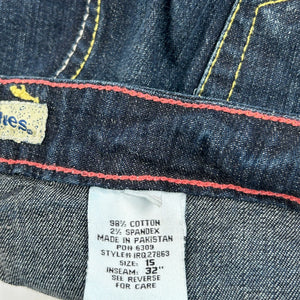 ries.
98% COTTON
2% SPANDEX
MADE IN PAKISTAN
PO# 6309
STYLE# IRQ27863
SIZE: 15
INSEAM: 32"
SEE REVERSE
FOR CARE